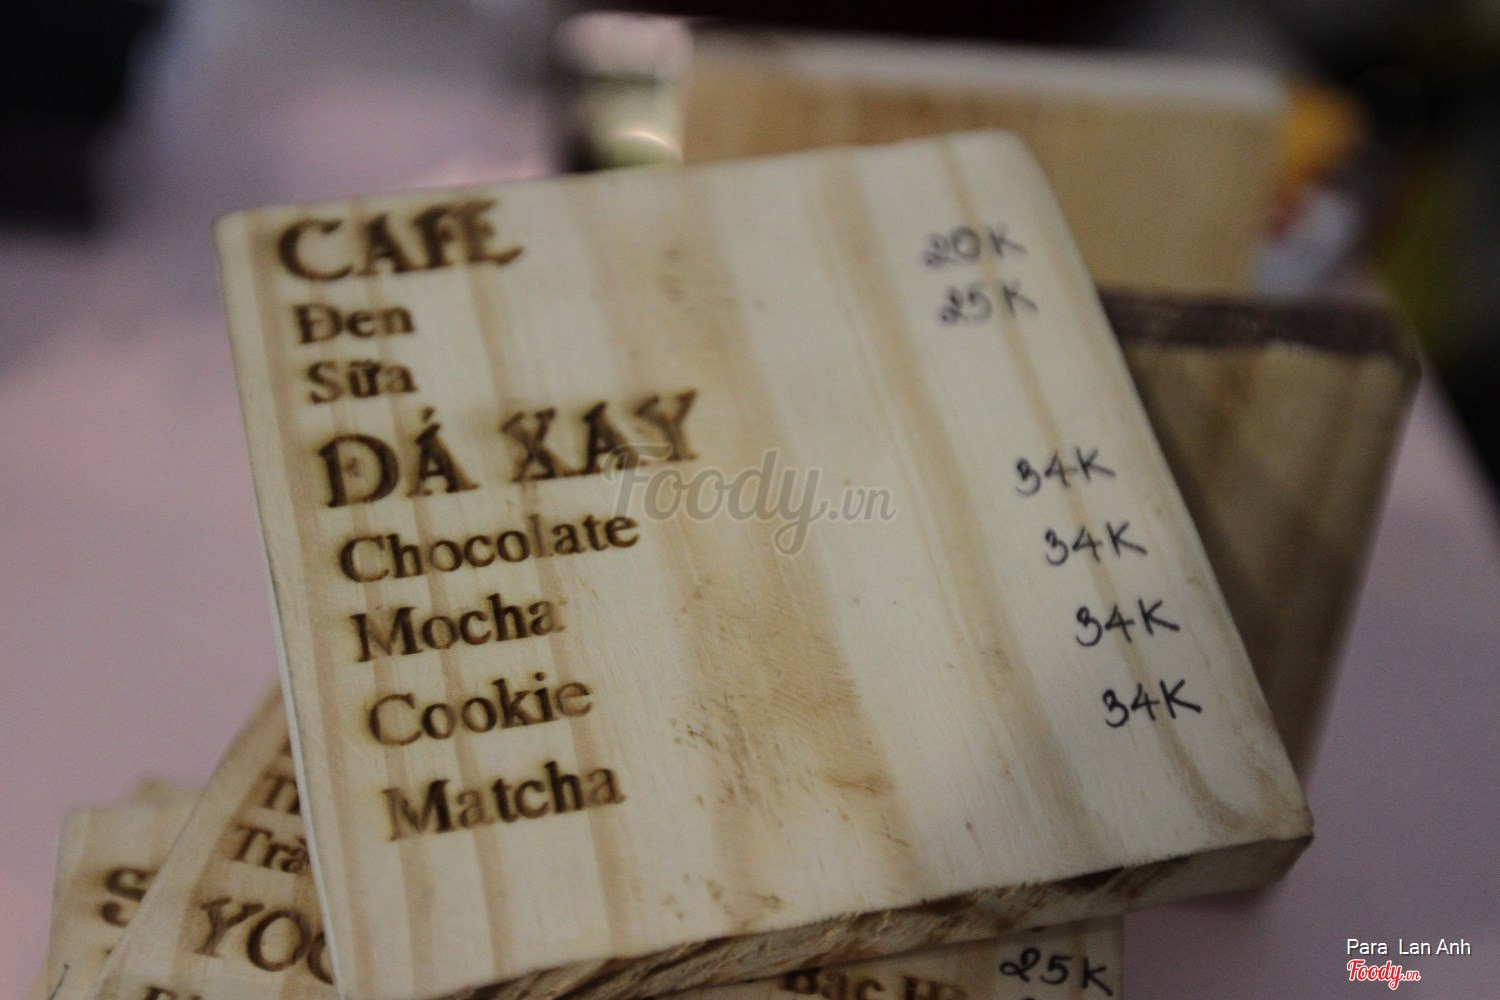 CAFE
Đen 20K
Sữa 25K
ĐÁ XAY
Chocolate 34K
Mocha 34K
Cookie 34K
Matcha 34K
Foody.vn
Trà
25K
Para Lan Anh
Foody.vn